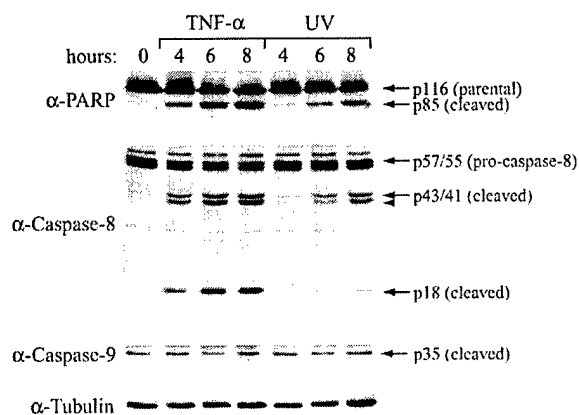 TNF-α UV
hours: 0 4 6 8 4 6 8
α-PARP
p116 (parental)
p85 (cleaved)
p57/55 (pro-caspase-8)
p43/41 (cleaved)
α-Caspase-8
p18 (cleaved)
α-Caspase-9
p35 (cleaved)
α-Tubulin